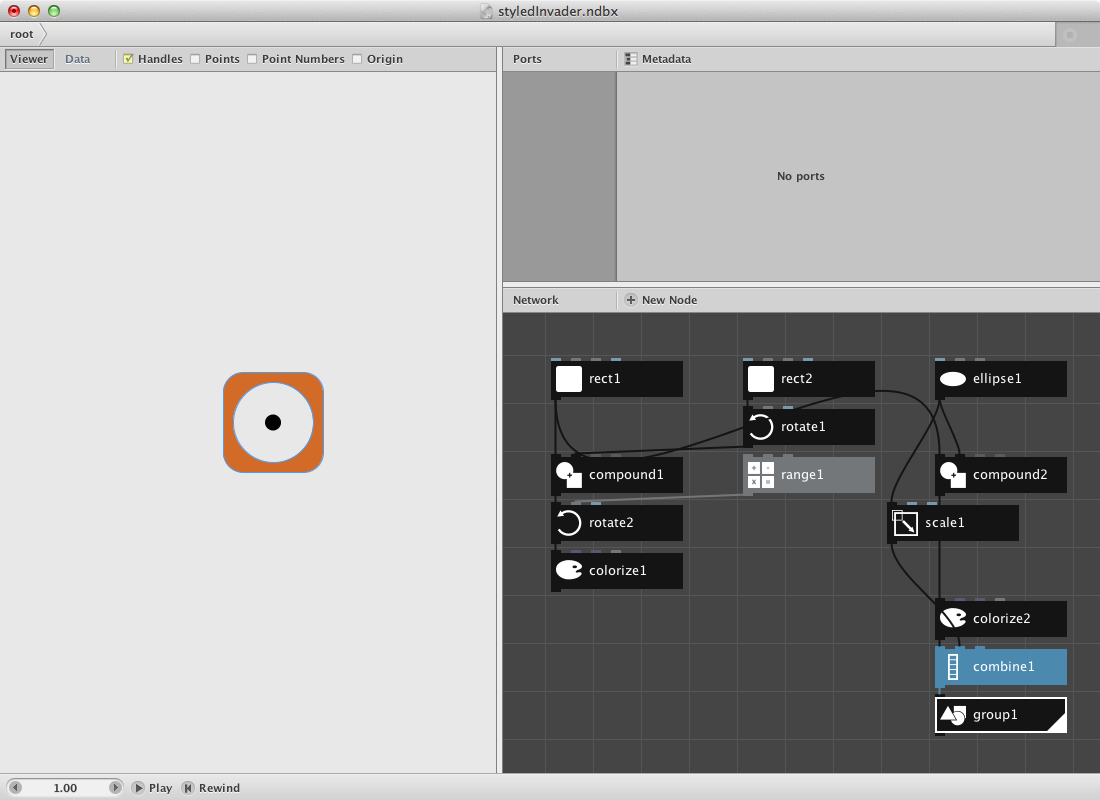 styledInvader.ndbx
root
Viewer Data Handles Points Point Numbers Origin
Ports Metadata
No ports
Network New Node
rect1 rect2 ellipse1
rotate1
compound1 range1 compound2
rotate2 scale1
colorize1
colorize2
combine1
group1
1.00 Play Rewind